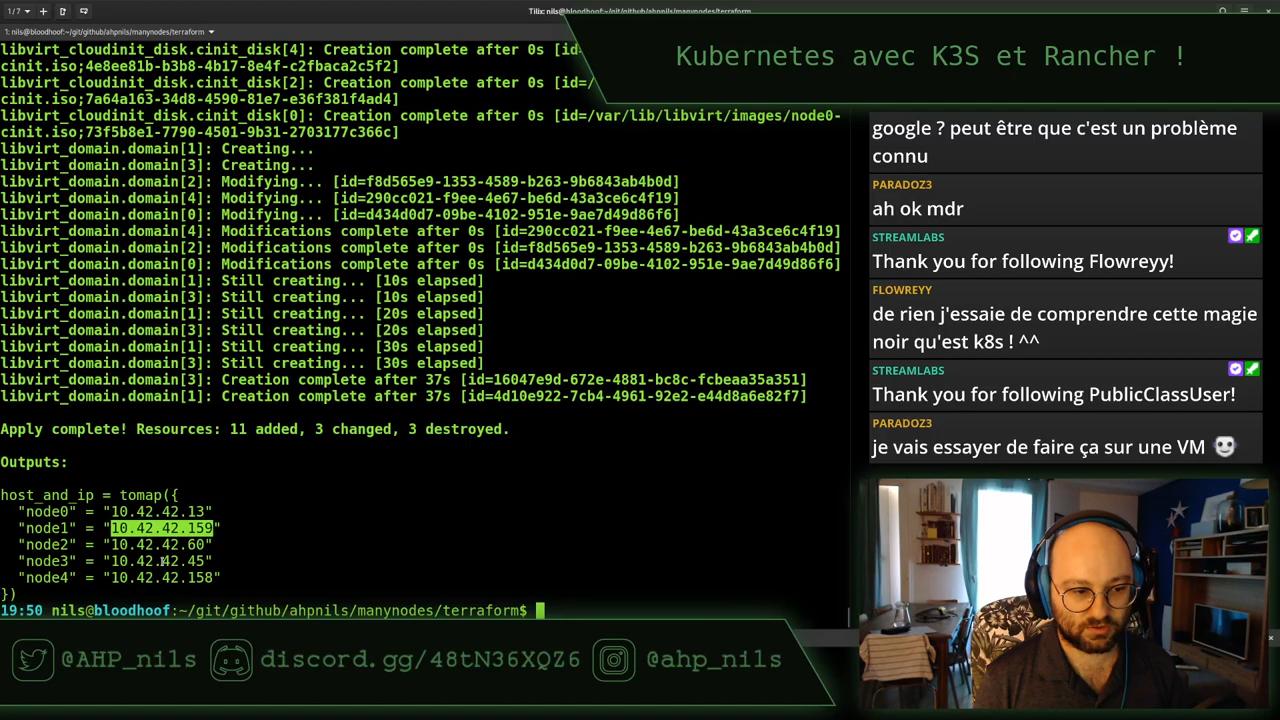 1/7
Tilix: nils@bloodhoof:~/git/github/ahpnils/manynodes/terraform
1: nils@bloodhoof:~/git/github/ahpnils/manynodes/terraform
Kubernetes avec K3S et Rancher !
libvirt_cloudinit_disk.cinit_disk[4]: Creation complete after 0s [id=
cinit.iso;4e8ee81b-b3b8-4b17-8e4f-c2fbaca2c5f2]
libvirt_cloudinit_disk.cinit_disk[2]: Creation complete after 0s [id=/
cinit.iso;7a64a163-34d8-4590-81e7-e36f381f4ad4]
libvirt_cloudinit_disk.cinit_disk[0]: Creation complete after 0s [id=/var/lib/libvirt/images/node0-
cinit.iso;73f5b8e1-7790-4501-9b31-2703177c366c]
libvirt_domain.domain[1]: Creating...
libvirt_domain.domain[3]: Creating...
libvirt_domain.domain[2]: Modifying... [id=f8d565e9-1353-4589-b263-9b6843ab4b0d]
libvirt_domain.domain[4]: Modifying... [id=290cc021-f9ee-4e67-be6d-43a3ce6c4f19]
libvirt_domain.domain[0]: Modifying... [id=d434d0d7-09be-4102-951e-9ae7d49d86f6]
libvirt_domain.domain[4]: Modifications complete after 0s [id=290cc021-f9ee-4e67-be6d-43a3ce6c4f19]
libvirt_domain.domain[2]: Modifications complete after 0s [id=f8d565e9-1353-4589-b263-9b6843ab4b0d]
libvirt_domain.domain[0]: Modifications complete after 0s [id=d434d0d7-09be-4102-951e-9ae7d49d86f6]
libvirt_domain.domain[1]: Still creating... [10s elapsed]
libvirt_domain.domain[3]: Still creating... [10s elapsed]
libvirt_domain.domain[1]: Still creating... [20s elapsed]
libvirt_domain.domain[3]: Still creating... [20s elapsed]
libvirt_domain.domain[1]: Still creating... [30s elapsed]
libvirt_domain.domain[3]: Still creating... [30s elapsed]
libvirt_domain.domain[3]: Creation complete after 37s [id=16047e9d-672e-4881-bc8c-fcbeaa35a351]
libvirt_domain.domain[1]: Creation complete after 37s [id=4d10e922-7cb4-4961-92e2-e44d8a6e82f7]
Apply complete! Resources: 11 added, 3 changed, 3 destroyed.
Outputs:
host_and_ip = tomap({
"node0" = "10.42.42.13"
"node1" = "10.42.42.159"
"node2" = "10.42.42.60"
"node3" = "10.42.42.45"
"node4" = "10.42.42.158"
})
19:50 nils@bloodhoof:~/git/github/ahpnils/manynodes/terraform$
google ? peut être que c'est un problème
connu
PARADOZ3
ah ok mdr
STREAMLABS
Thank you for following Flowreyy!
FLOWREYY
de rien j'essaie de comprendre cette magie
noir qu'est k8s ! ^^
STREAMLABS
Thank you for following PublicClassUser!
PARADOZ3
je vais essayer de faire ça sur une VM
@AHP_nils
discord.gg/48tN36XQZ6
@ahp_nils